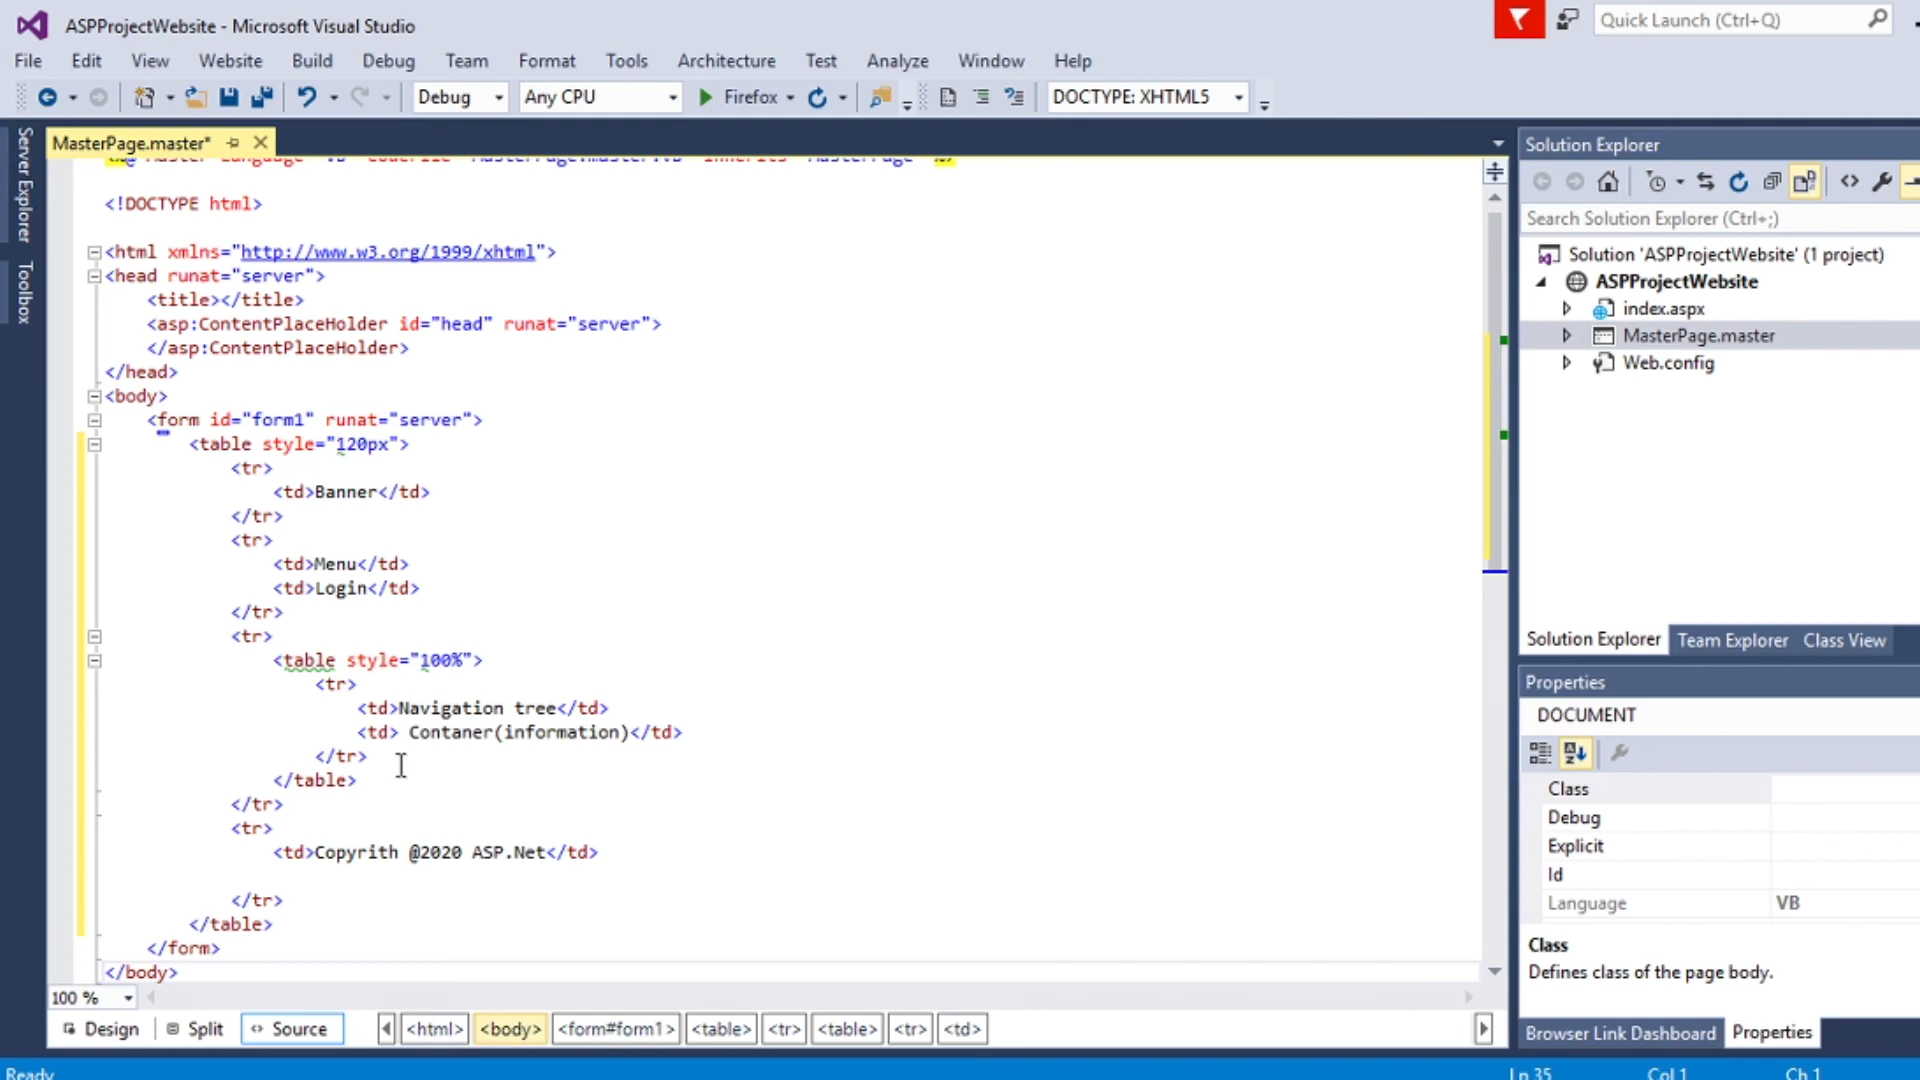 ASPProjectWebsite - Microsoft Visual Studio
Quick Launch (Ctrl+Q)
File Edit View Website Build Debug Team Format Tools Architecture Test Analyze Window Help
Debug Any CPU Firefox DOCTYPE: XHTML5
Server Explorer
Toolbox
MasterPage.master*
<!DOCTYPE html>
<html xmlns="http://www.w3.org/1999/xhtml">
<head runat="server">
<title></title>
<asp:ContentPlaceHolder id="head" runat="server">
</asp:ContentPlaceHolder>
</head>
<body>
<form id="form1" runat="server">
<table style="120px">
<tr>
<td>Banner</td>
</tr>
<tr>
<td>Menu</td>
<td>Login</td>
</tr>
<tr>
<table style="100%">
<tr>
<td>Navigation tree</td>
<td> Contaner(information)</td>
</tr>
</table>
</tr>
<tr>
<td>Copyrith @2020 ASP.Net</td>
</tr>
</table>
</form>
</body>
100 %
Design Split Source <html> <body> <form#form1> <table> <tr> <table> <tr> <td>
Solution Explorer
Search Solution Explorer (Ctrl+;)
Solution 'ASPProjectWebsite' (1 project)
ASPProjectWebsite
index.aspx
MasterPage.master
Web.config
Solution Explorer Team Explorer Class View
Properties
DOCUMENT
Class
Debug
Explicit
Id
Language VB
Class
Defines class of the page body.
Browser Link Dashboard Properties
Ready Ln 35 Col 1 Ch 1